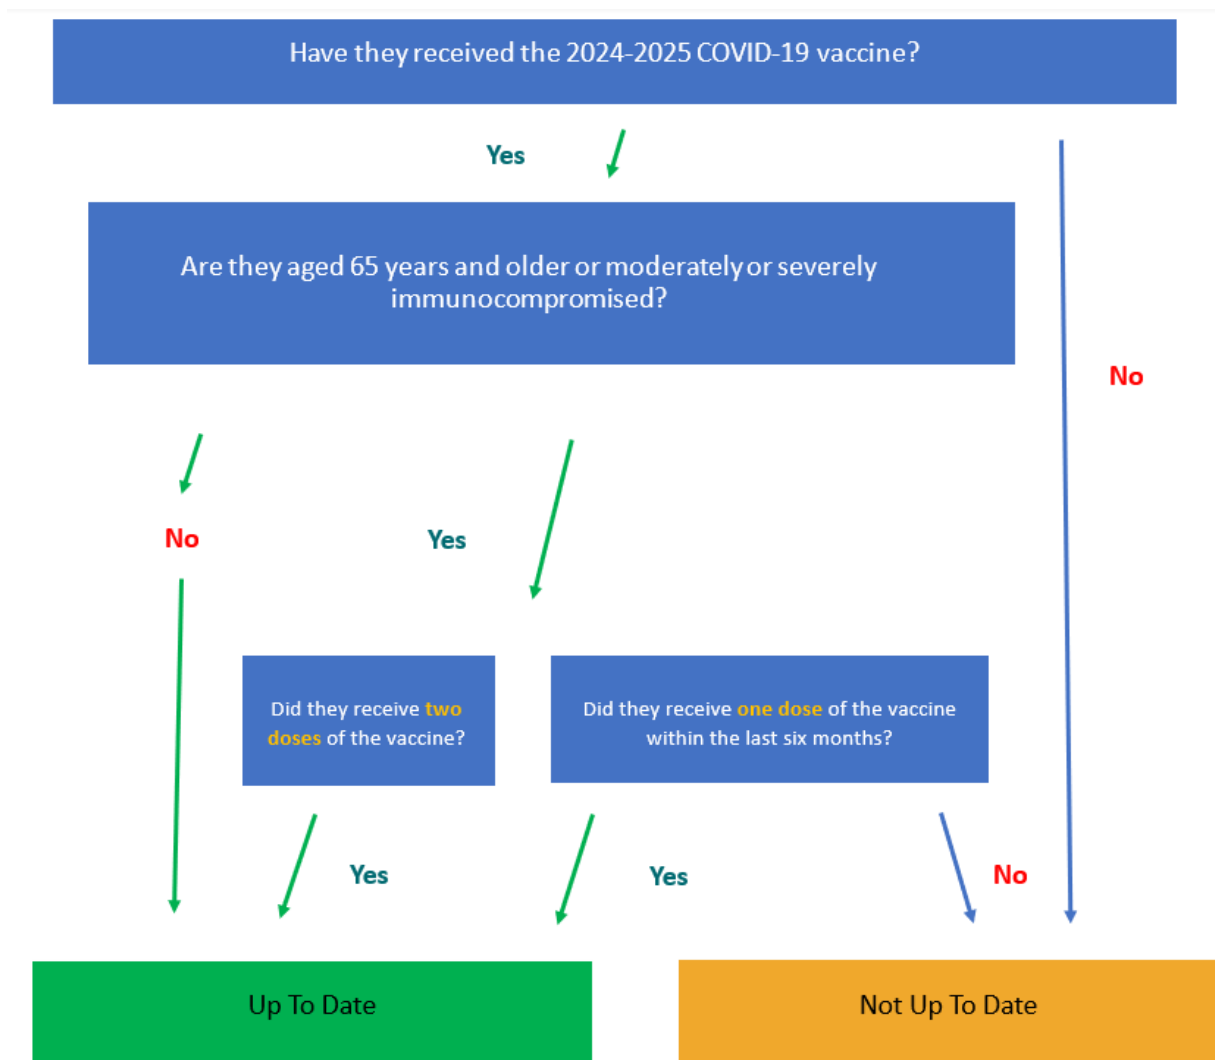 Have they received the 2024-2025 COVID-19 vaccine?
Yes
Are they aged 65 years and older or moderately or severely
immunocompromised?
No
No
Yes
Did they receive two
doses of the vaccine?
Did they receive one dose of the vaccine
within the last six months?
Yes
Yes
No
Up To Date
Not Up To Date